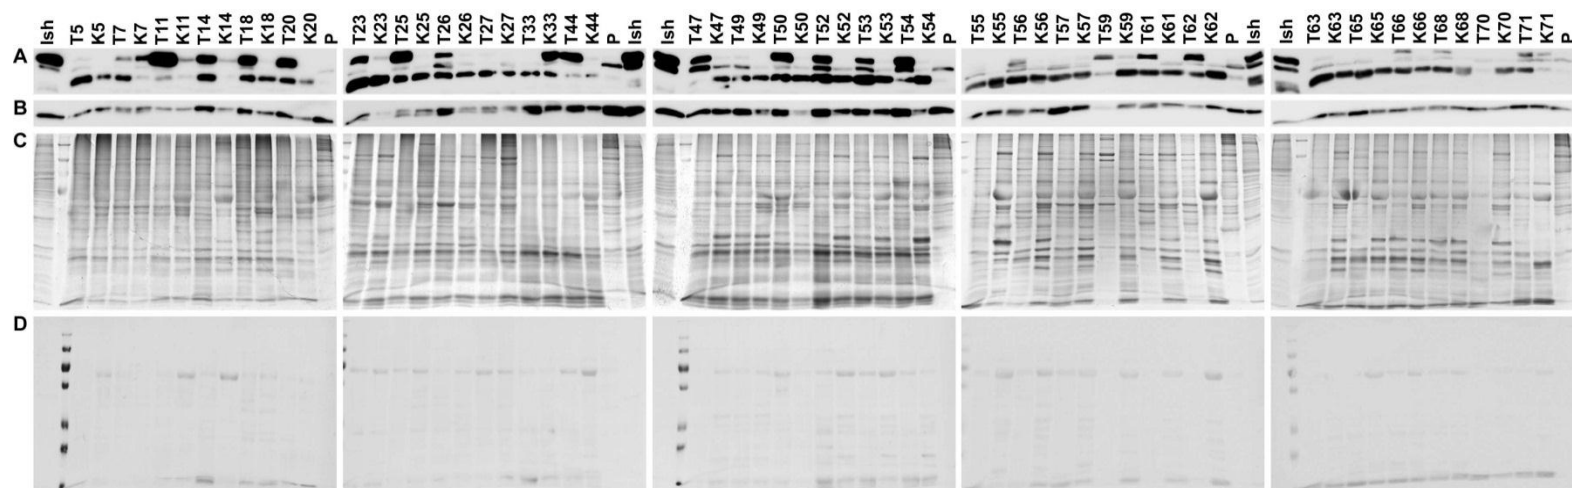 Ish T5 K5 T7 K7 T11 K11 T14 K14 T18 K18 T20 K20 P
T23 K23 T25 K25 T26 K26 T27 K27 T33 K33 T44 K44 P Ish
Ish T47 K47 T49 K49 T50 K50 T52 K52 T53 K53 T54 K54 P
T55 K55 T56 K56 T57 K57 T59 K59 T61 K61 T62 K62 P Ish
Ish T63 K63 T65 K65 T66 K66 T68 K68 T70 K70 T71 K71 P
A
B
C
D